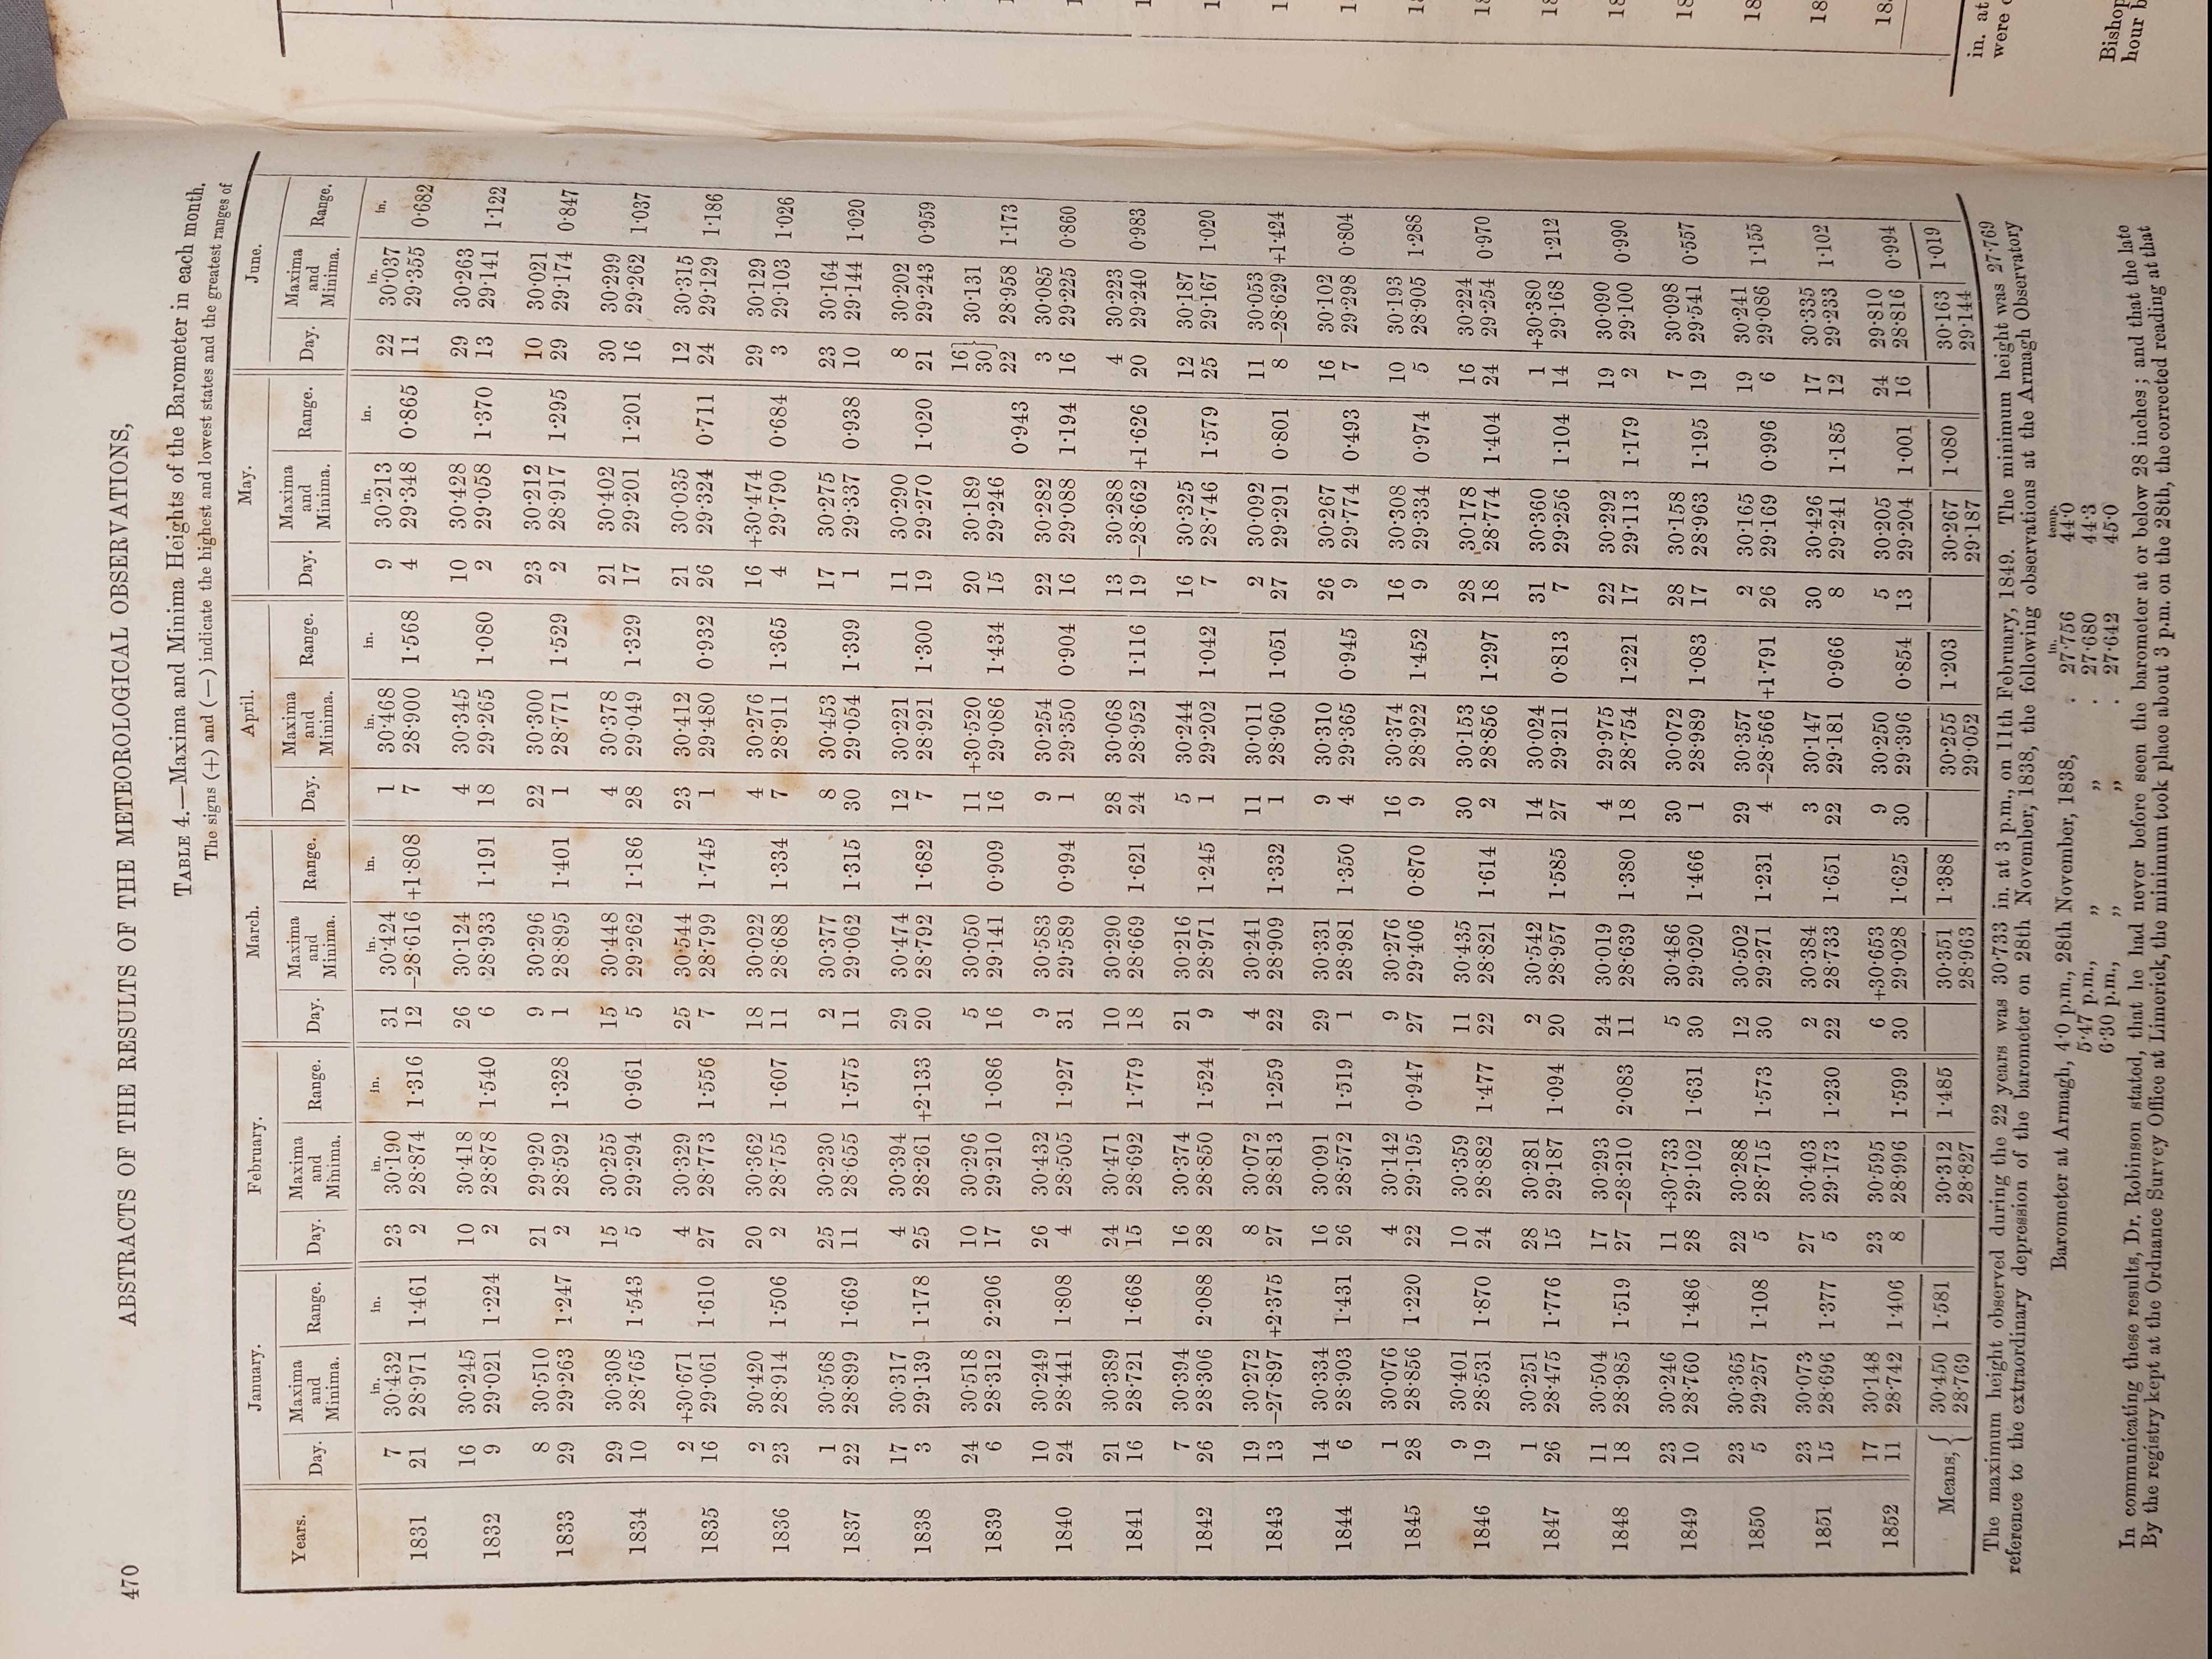 470
ABSTRACTS OF THE RESULTS OF THE METEOROLOGICAL OBSERVATIONS,
TABLE 4.—Maxima and Minima Heights of the Barometer in each month.
The signs (+) and (—) indicate the highest and lowest states and the greatest ranges of
Years. January. February. March. April. May. June.
Day. Maxima and Minima. Range. Day. Maxima and Minima. Range. Day. Maxima and Minima. Range. Day. Maxima and Minima. Range. Day. Maxima and Minima. Range. Day. Maxima and Minima. Range.
in. in. in. in. in. in. in. in. in. in. in. in.
7 30·432 23 30·190 31 30·424 1 30·468 9 30·213 22 30·037
1831 21 28·971 1·461 2 28·874 1·316 12 –28·616 +1·808 7 28·900 1·568 4 29·348 0·865 11 29·355 0·682
16 30·245 10 30·418 26 30·124 4 30·345 10 30·428 29 30·263
1832 9 29·021 1·224 2 28·878 1·540 6 28·933 1·191 18 29·265 1·080 2 29·058 1·370 13 29·141 1·122
8 30·510 21 29·920 9 30·296 22 30·300 23 30·212 10 30·021
1833 29 29·263 1·247 2 28·592 1·328 1 28·895 1·401 1 28·771 1·529 2 28·917 1·295 29 29·174 0·847
29 30·308 15 30·255 15 30·448 4 30·378 21 30·402 30 30·299
1834 10 28·765 1·543 5 29·294 0·961 5 29·262 1·186 28 29·049 1·329 17 29·201 1·201 16 29·262 1·037
2 +30·671 4 30·329 25 30·544 23 30·412 21 30·035 12 30·315
1835 16 29·061 1·610 27 28·773 1·556 7 28·799 1·745 1 29·480 0·932 26 29·324 0·711 24 29·129 1·186
2 30·420 20 30·362 18 30·022 4 30·276 16 +30·474 29 30·129
1836 23 28·914 1·506 2 28·755 1·607 11 28·688 1·334 7 28·911 1·365 4 29·790 0·684 3 29·103 1·026
1 30·568 25 30·230 2 30·377 8 30·453 17 30·275 23 30·164
1837 22 28·899 1·669 11 28·655 1·575 11 29·062 1·315 30 29·054 1·399 1 29·337 0·938 10 29·144 1·020
17 30·317 4 30·394 29 30·474 12 30·221 11 30·290 8 30·202
1838 3 29·139 1·178 25 28·261 +2·133 20 28·792 1·682 7 28·921 1·300 19 29·270 1·020 21 29·243 0·959
24 30·518 10 30·296 5 30·050 11 +30·520 20 30·189 16 30} 30·131
1839 6 28·312 2·206 17 29·210 1·086 16 29·141 0·909 16 29·086 1·434 15 29·246 0·943 22 28·958 1·173
10 30·249 26 30·432 9 30·583 9 30·254 22 30·282 3 30·085
1840 24 28·441 1·808 4 28·505 1·927 31 29·589 0·994 1 29·350 0·904 16 29·088 1·194 16 29·225 0·860
21 30·389 24 30·471 10 30·290 28 30·068 13 30·288 4 30·223
1841 16 28·721 1·668 15 28·692 1·779 18 28·669 1·621 24 28·952 1·116 19 –28·662 +1·626 20 29·240 0·983
7 30·394 16 30·374 21 30·216 5 30·244 16 30·325 12 30·187
1842 26 28·306 2·088 28 28·850 1·524 9 28·971 1·245 1 29·202 1·042 7 28·746 1·579 25 29·167 1·020
19 30·272 8 30·072 4 30·241 11 30·011 2 30·092 11 30·053
1843 13 –27·897 +2·375 27 28·813 1·259 22 28·909 1·332 1 28·960 1·051 27 29·291 0·801 8 –28·629 +1·424
14 30·334 16 30·091 29 30·331 9 30·310 26 30·267 16 30·102
1844 6 28·903 1·431 26 28·572 1·519 1 28·981 1·350 4 29·365 0·945 9 29·774 0·493 7 29·298 0·804
1 30·076 4 30·142 9 30·276 16 30·374 16 30·308 10 30·193
1845 28 28·856 1·220 22 29·195 0·947 27 29·406 0·870 9 28·922 1·452 9 29·334 0·974 5 28·905 1·288
9 30·401 10 30·359 11 30·435 30 30·153 28 30·178 16 30·224
1846 19 28·531 1·870 24 28·882 1·477 22 28·821 1·614 2 28·856 1·297 18 28·774 1·404 24 29·254 0·970
1 30·251 28 30·281 2 30·542 14 30·024 31 30·360 1 +30·380
1847 26 28·475 1·776 15 29·187 1·094 20 28·957 1·585 27 29·211 0·813 7 29·256 1·104 14 29·168 1·212
11 30·504 17 30·293 24 30·019 4 29·975 22 30·292 19 30·090
1848 18 28·985 1·519 27 –28·210 2·083 11 28·639 1·380 18 28·754 1·221 17 29·113 1·179 2 29·100 0·990
23 30·246 11 +30·733 5 30·486 30 30·072 28 30·158 7 30·098
1849 10 28·760 1·486 28 29·102 1·631 30 29·020 1·466 1 28·989 1·083 17 28·963 1·195 19 29·541 0·557
23 30·365 22 30·288 12 30·502 29 30·357 2 30·165 19 30·241
1850 5 29·257 1·108 5 28·715 1·573 30 29·271 1·231 4 –28·566 +1·791 26 29·169 0·996 6 29·086 1·155
23 30·073 27 30·403 2 30·384 3 30·147 30 30·426 17 30·335
1851 15 28·696 1·377 5 29·173 1·230 22 28·733 1·651 22 29·181 0·966 8 29·241 1·185 12 29·233 1·102
17 30·148 23 30·595 6 +30·653 9 30·250 5 30·205 24 29·810
1852 11 28·742 1·406 8 28·996 1·599 30 29·028 1·625 30 29·396 0·854 13 29·204 1·001 16 28·816 0·994
Means, { 30·450 1·581 30·312 1·485 30·351 1·388 30·255 1·203 30·267 1·080 30·163 1·019
28·769 28·827 28·963 29·052 29·187 29·144
The maximum height observed during the 22 years was 30·733 in. at 3 p.m., on 11th February, 1849. The minimum height was 27·769
reference to the extraordinary depression of the barometer on 28th November, 1838, the following observations at the Armagh Observatory
in. temp.
Barometer at Armagh, 4·0 p.m., 28th November, 1838, . 27·756 44·0
5·47 p.m., „ „ . 27·680 44·3
6·30 p.m., „ „ . 27·642 45·0
In communicating these results, Dr. Robinson stated, that he had never before seen the barometer at or below 28 inches; and that the late
By the registry kept at the Ordnance Survey Office at Limerick, the minimum took place about 3 p.m. on the 28th, the corrected reading at that
in. at
were
Bishop
hour